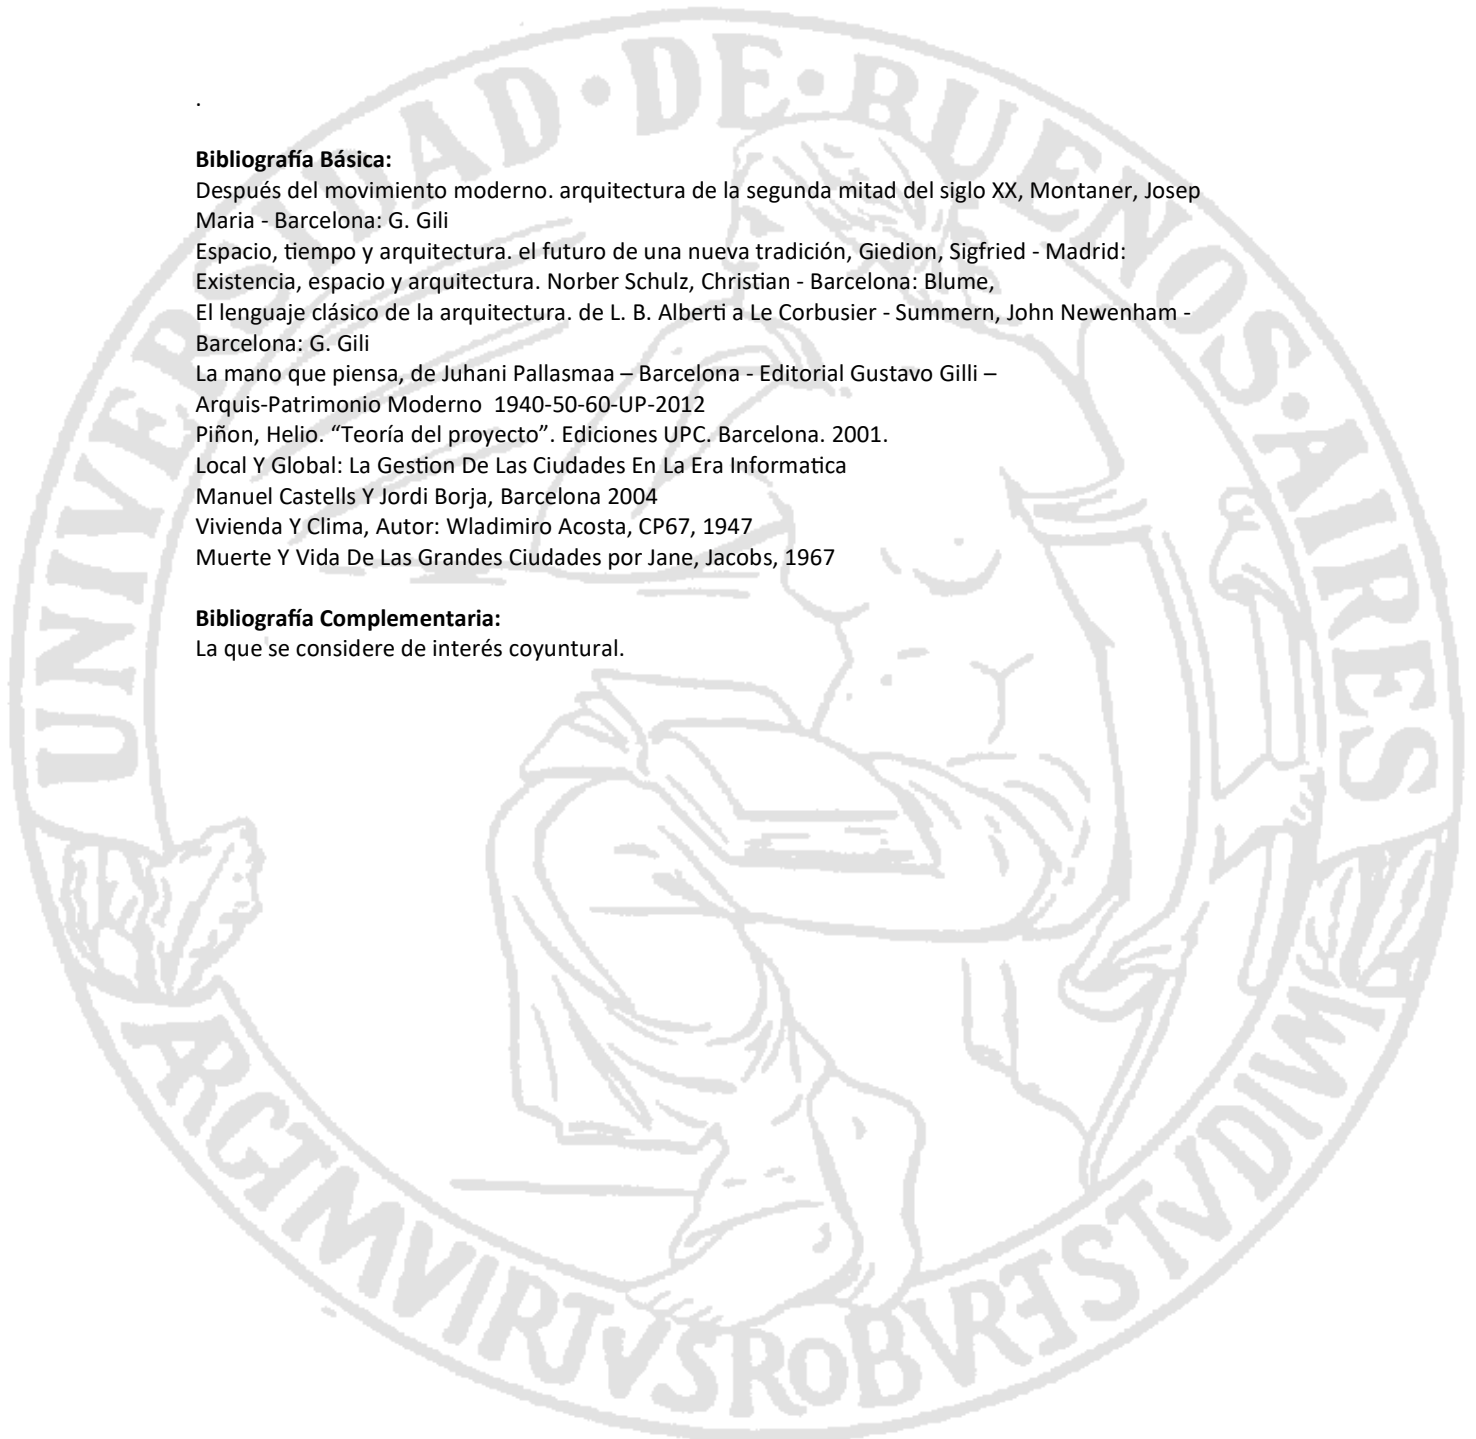 UNIVERSIDAD·DE·BUENOS·AIRES
.
Bibliografía Básica:
Después del movimiento moderno. arquitectura de la segunda mitad del siglo XX, Montaner, Josep
Maria - Barcelona: G. Gili
Espacio, tiempo y arquitectura. el futuro de una nueva tradición, Giedion, Sigfried - Madrid:
Existencia, espacio y arquitectura. Norber Schulz, Christian - Barcelona: Blume,
El lenguaje clásico de la arquitectura. de L. B. Alberti a Le Corbusier - Summern, John Newenham -
Barcelona: G. Gili
La mano que piensa, de Juhani Pallasmaa – Barcelona - Editorial Gustavo Gilli –
Arquis-Patrimonio Moderno  1940-50-60-UP-2012
Piñon, Helio. “Teoría del proyecto”. Ediciones UPC. Barcelona. 2001.
Local Y Global: La Gestion De Las Ciudades En La Era Informatica
Manuel Castells Y Jordi Borja, Barcelona 2004
Vivienda Y Clima, Autor: Wladimiro Acosta, CP67, 1947
Muerte Y Vida De Las Grandes Ciudades por Jane, Jacobs, 1967
Bibliografía Complementaria:
La que se considere de interés coyuntural.